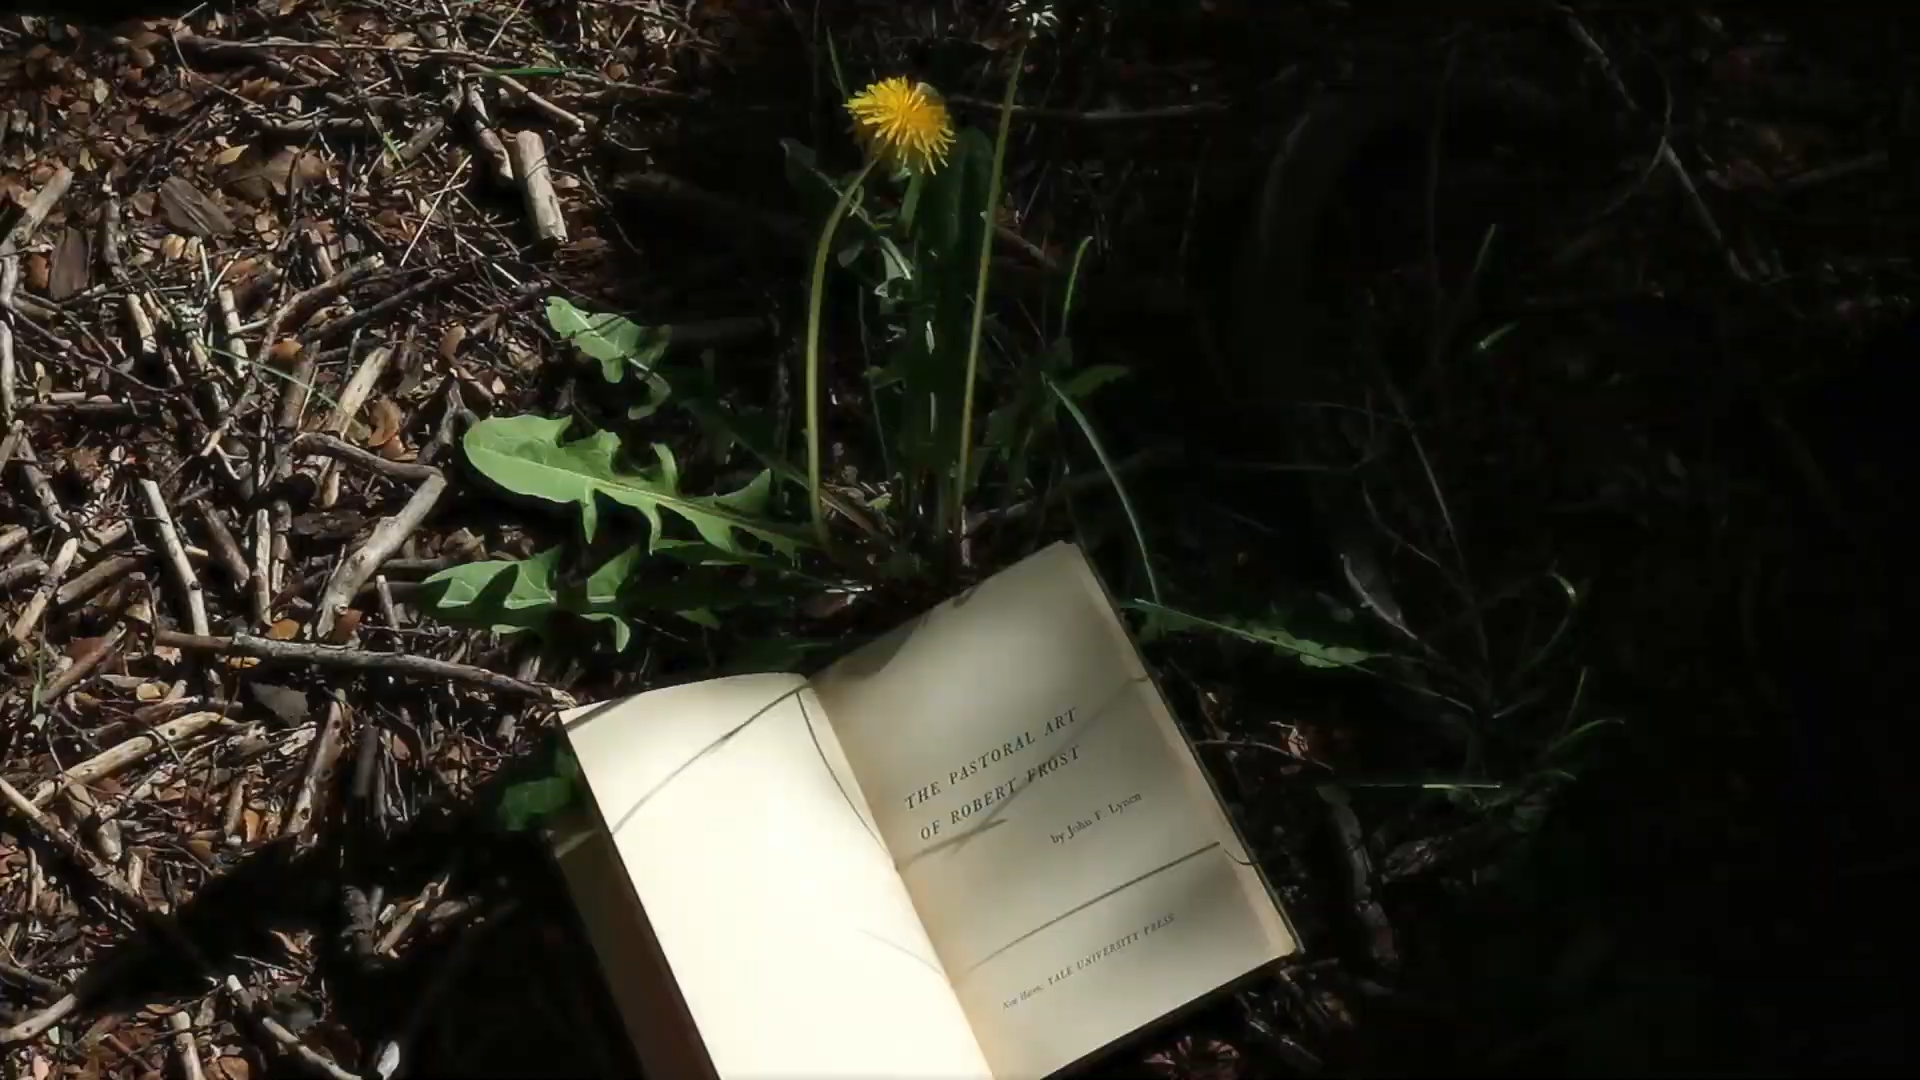 THE PASTORAL ART
OF ROBERT FROST
by John F. Lynen
New Haven: YALE UNIVERSITY PRESS